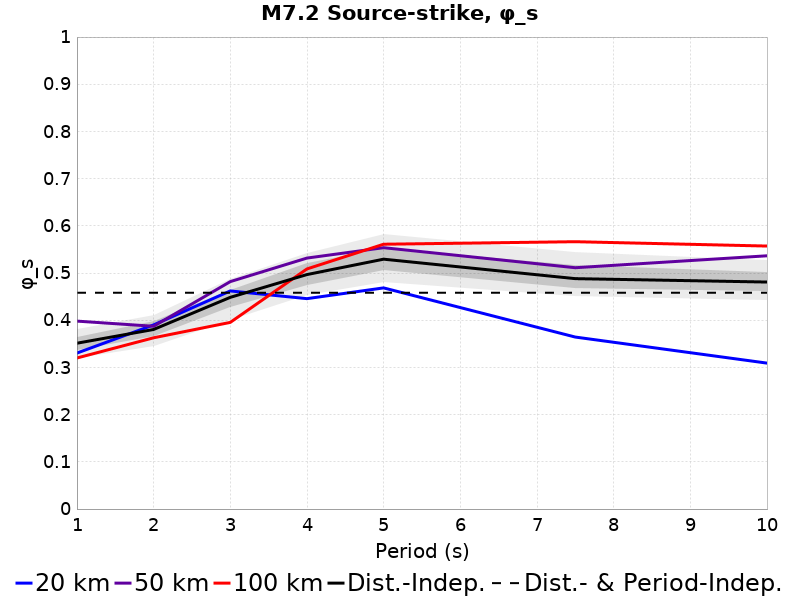 M7.2 Source-strike, φ_s
1
0.9
0.8
0.7
0.6
0.5
0.4
0.3
0.2
0.1
0
φ_s
1 2 3 4 5 6 7 8 9 10
Period (s)
20 km 50 km 100 km Dist.-Indep. Dist.- & Period-Indep.